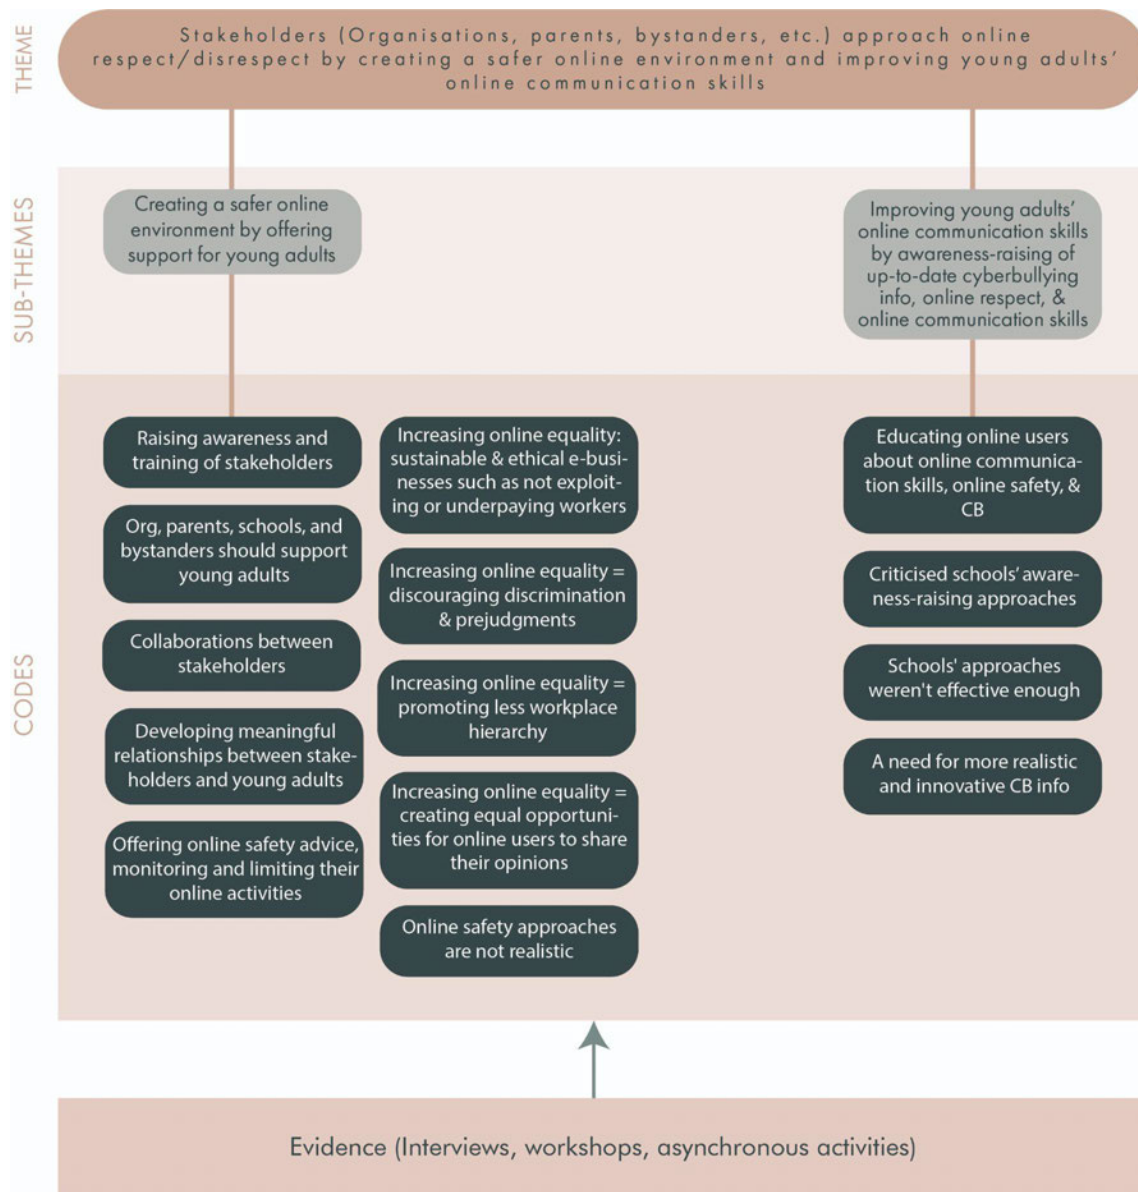 THEME
Stakeholders (Organisations, parents, bystanders, etc.) approach online
respect/disrespect by creating a safer online environment and improving young adults’
online communication skills
SUB-THEMES
Creating a safer online
environment by offering
support for young adults
Improving young adults’
online communication skills
by awareness-raising of
up-to-date cyberbullying
info, online respect, &
online communication skills
CODES
Raising awareness and
training of stakeholders
Org, parents, schools, and
bystanders should support
young adults
Collaborations between
stakeholders
Developing meaningful
relationships between stake-
holders and young adults
Offering online safety advice,
monitoring and limiting their
online activities
Increasing online equality:
sustainable & ethical e-busi-
nesses such as not exploit-
ing or underpaying workers
Increasing online equality =
discouraging discrimination
& prejudgments
Increasing online equality =
promoting less workplace
hierarchy
Increasing online equality =
creating equal opportuni-
ties for online users to share
their opinions
Online safety approaches
are not realistic
Educating online users
about online communica-
tion skills, online safety, &
CB
Criticised schools’ aware-
ness-raising approaches
Schools' approaches
weren't effective enough
A need for more realistic
and innovative CB info
Evidence (Interviews, workshops, asynchronous activities)